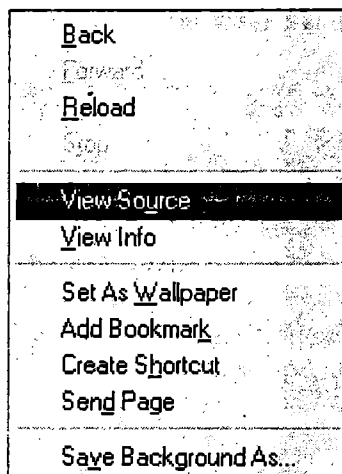 Back
Forward
Reload
Stop
View Source
View Info
Set As Wallpaper
Add Bookmark
Create Shortcut
Send Page
Save Background As...